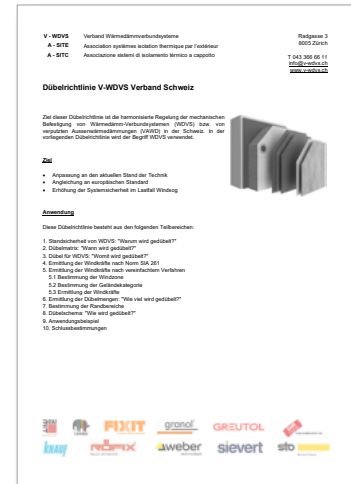 V - WDVS Verband Wärmedämmverbundsysteme
A - SITE Association systèmes isolation thermique par l'extérieur
A - SITC Associazione sistemi di isolamento térmico a cappotto
Radgasse 3
8005 Zürich
T 043 366 66 11
info@v-wdvs.ch
www.v-wdvs.ch
Dübelrichtlinie V-WDVS Verband Schweiz
Ziel dieser Dübelrichtlinie ist die harmonisierte Regelung der mechanischen
Befestigung von Wärmedämm-Verbundsystemen (WDVS) bzw. von
verputzten Aussenwärmedämmungen (VAWD) in der Schweiz. In der
vorliegenden Dübelrichtlinie wird der Begriff WDVS verwendet.
Ziel
• Anpassung an den aktuellen Stand der Technik
• Angleichung an europäischen Standard
• Erhöhung der Systemsicherheit im Lastfall Windsog
Anwendung
Diese Dübelrichtlinie besteht aus den folgenden Teilbereichen:
1. Standsicherheit von WDVS: "Warum wird gedübelt?"
2. Dübelmatrix: "Wann wird gedübelt?"
3. Dübel für WDVS: "Womit wird gedübelt?"
4. Ermittlung der Windkräfte nach Norm SIA 261
5. Ermittlung der Windkräfte nach vereinfachtem Verfahren
5.1 Bestimmung der Windzone
5.2 Bestimmung der Geländekategorie
5.3 Ermittlung der Windkräfte
6. Ermittlung der Dübelmengen: "Wie viel wird gedübelt?"
7. Bestimmung der Randbereiche
8. Dübelschema: "Wie wird gedübelt?"
9. Anwendungsbeispiel
10. Schlussbestimmungen
FIXIT granol GREUTOL
KNAUF RÖFIX weber sievert sto